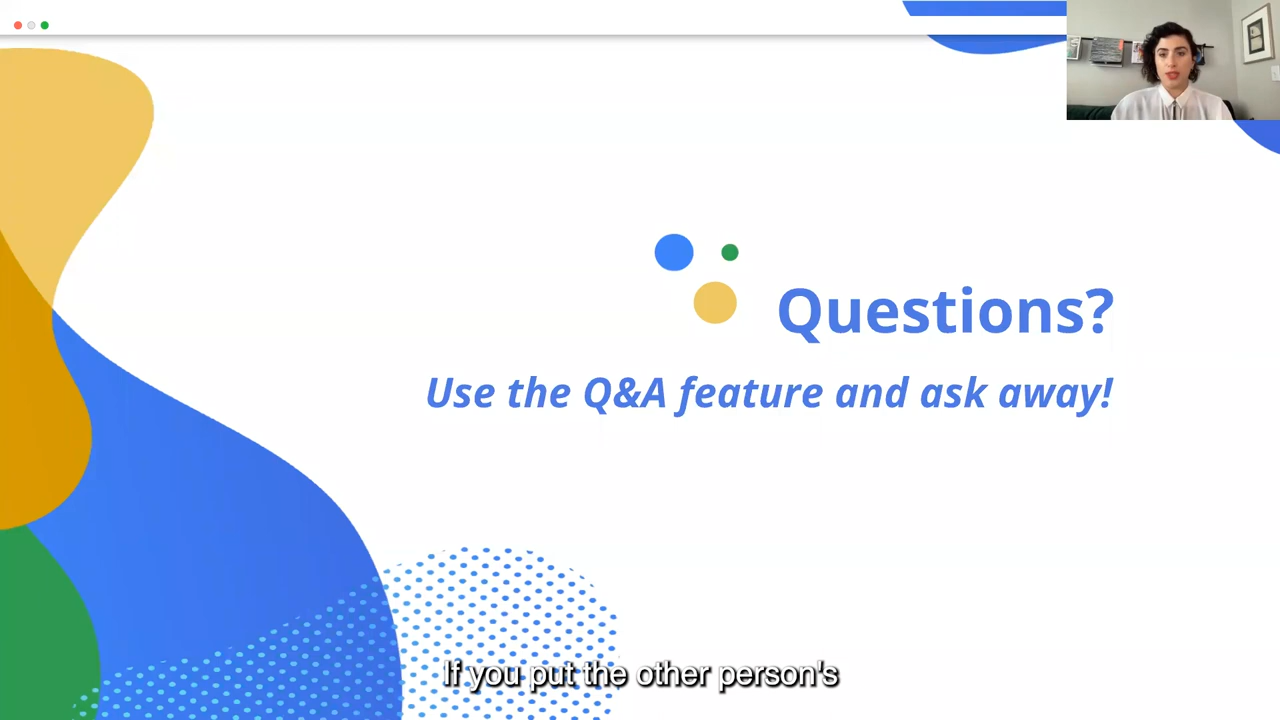 Questions?
Use the Q&A feature and ask away!
If you put the other person's